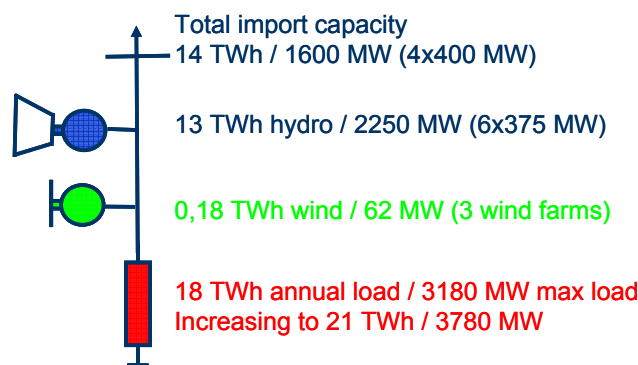 Total import capacity
14 TWh / 1600 MW (4x400 MW)
13 TWh hydro / 2250 MW (6x375 MW)
0,18 TWh wind / 62 MW (3 wind farms)
18 TWh annual load / 3180 MW max load
Increasing to 21 TWh / 3780 MW